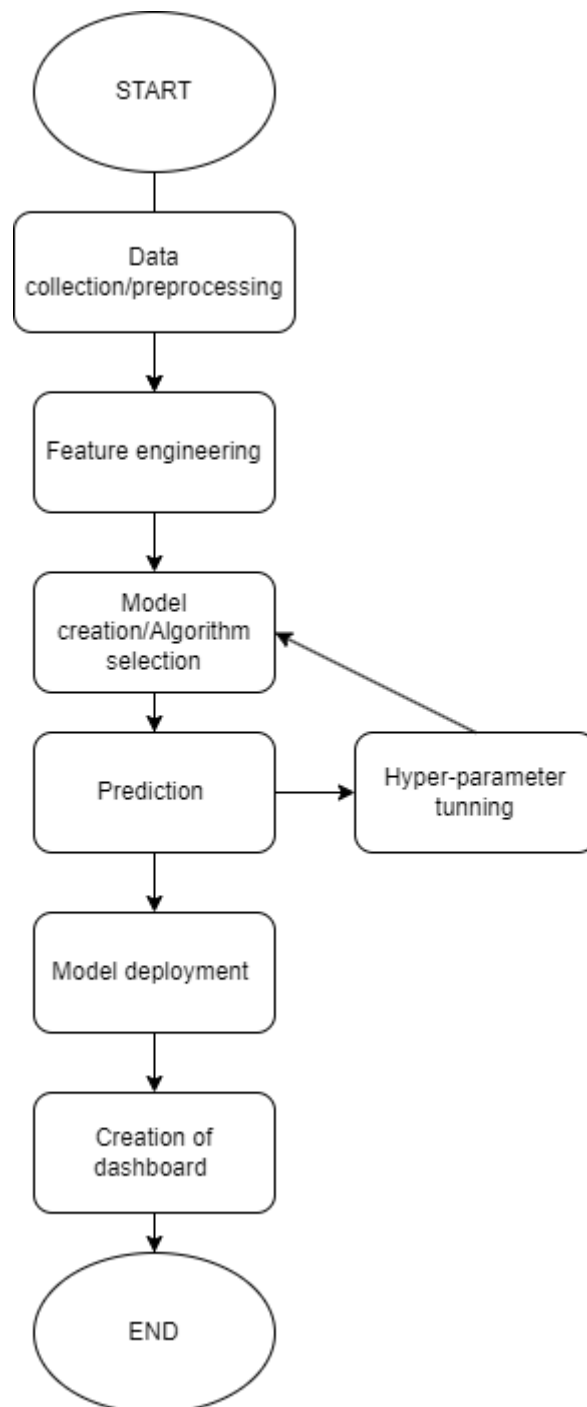 START
Data
collection/preprocessing
Feature engineering
Model
creation/Algorithm
selection
Prediction
Hyper-parameter
tunning
Model deployment
Creation of
dashboard
END